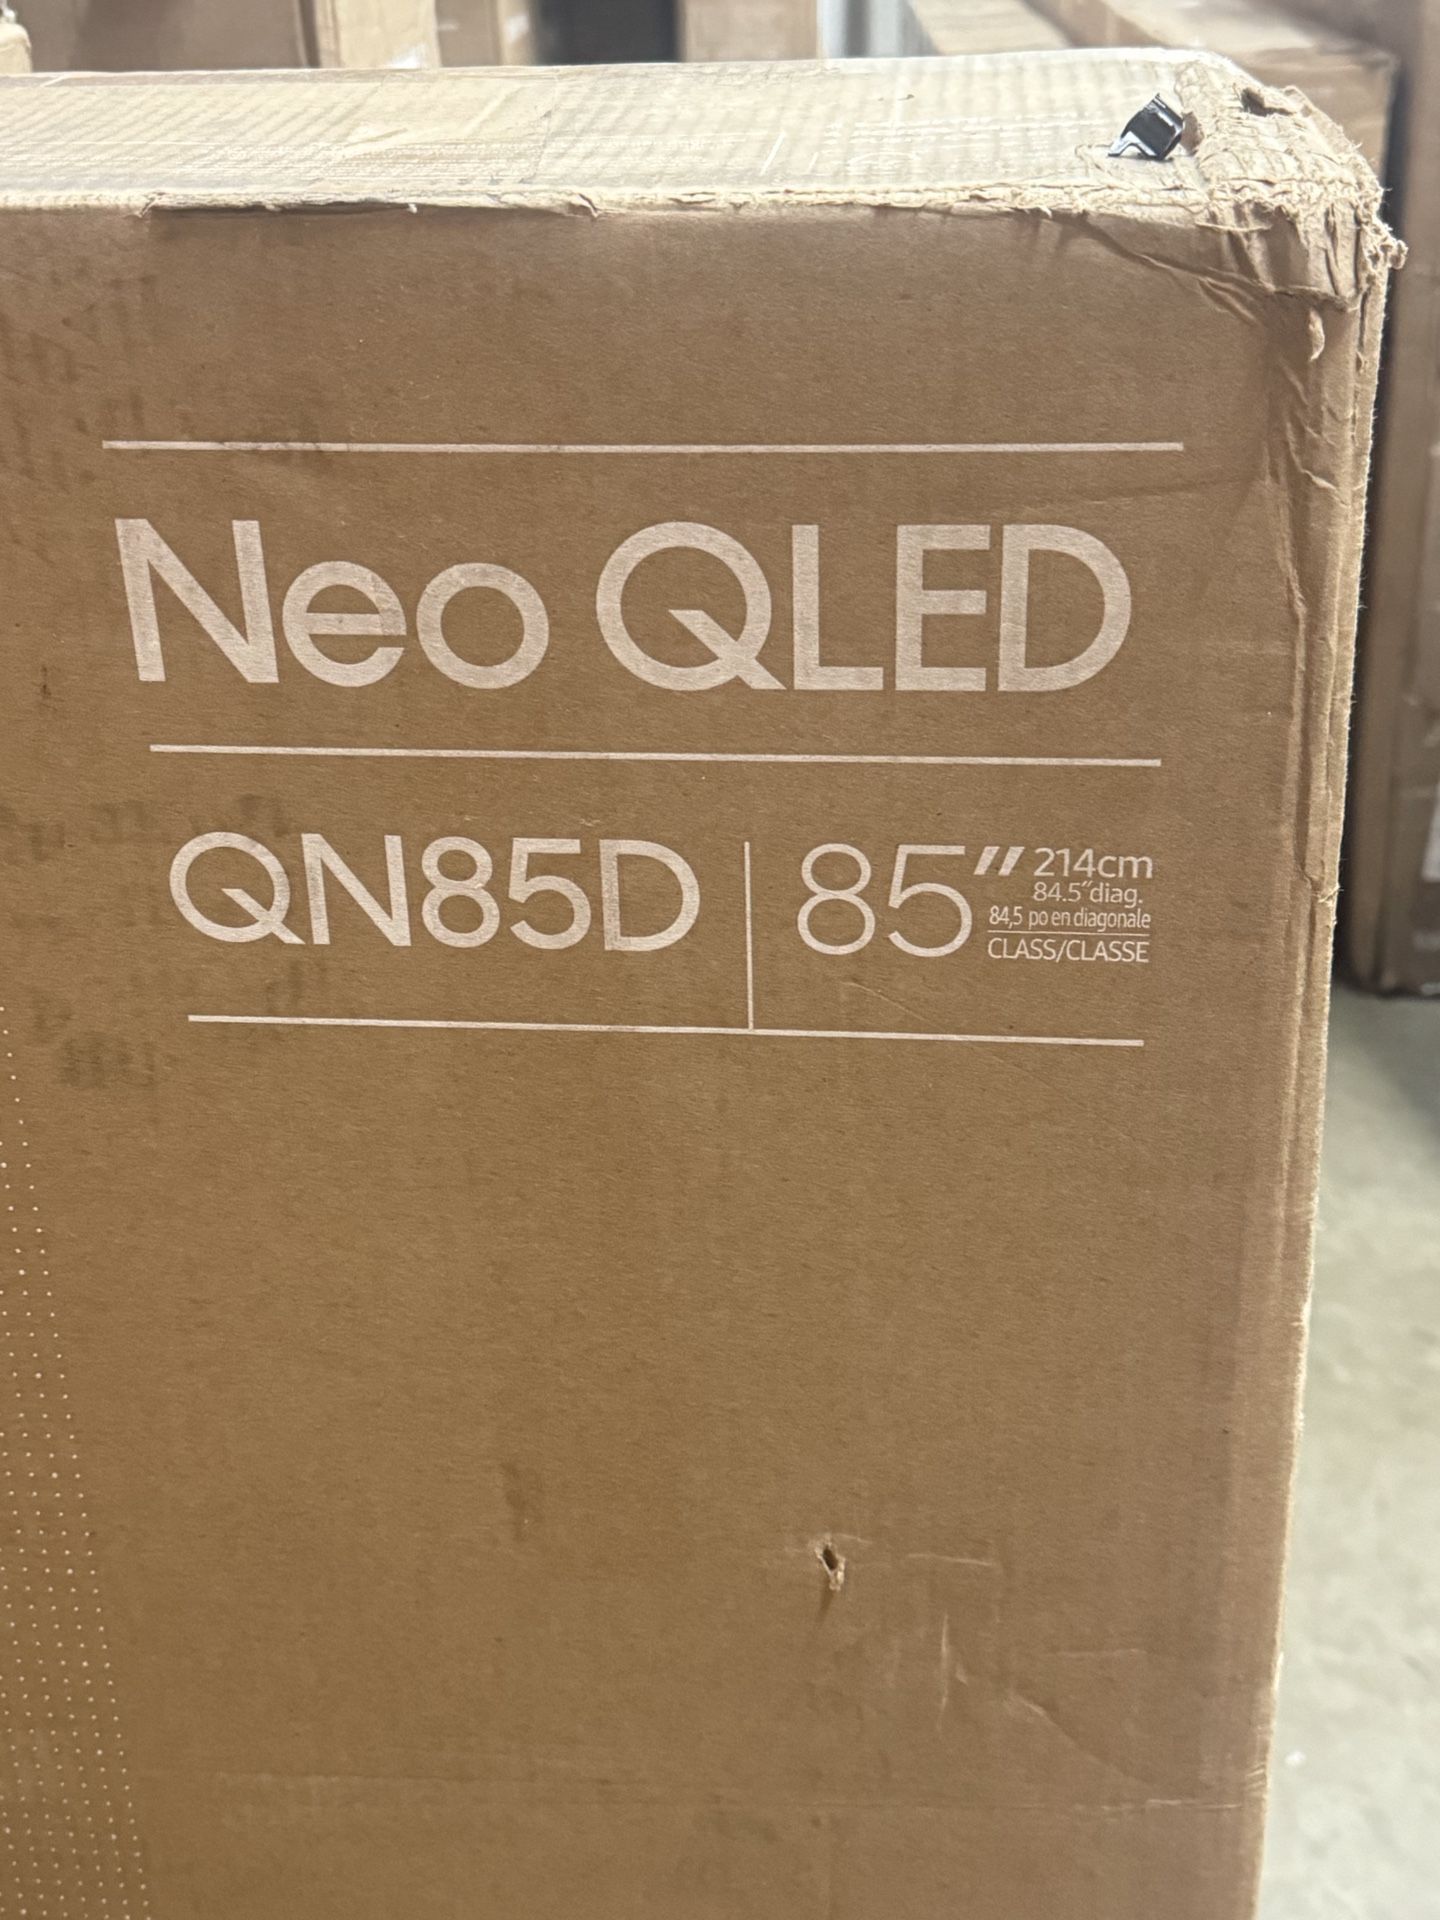 Neo QLED
QN85D 85" 214cm
84.5"diag.
84,5 po en diagonale
CLASS/CLASSE